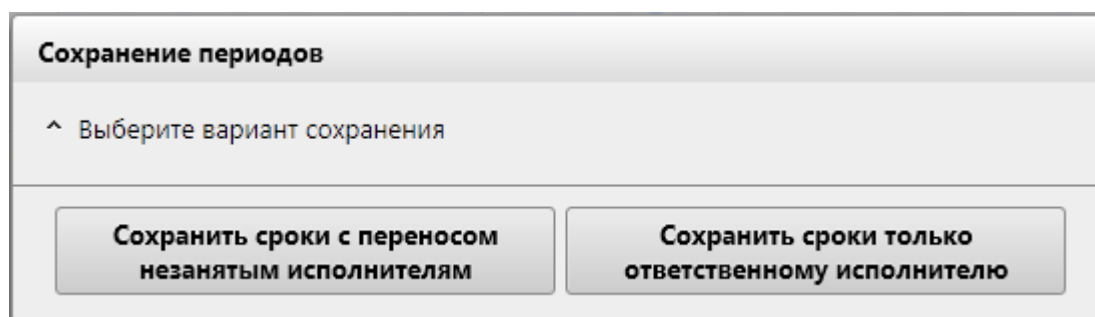 Сохранение периодов
^ Выберите вариант сохранения
Сохранить сроки с переносом
незанятым исполнителям
Сохранить сроки только
ответственному исполнителю